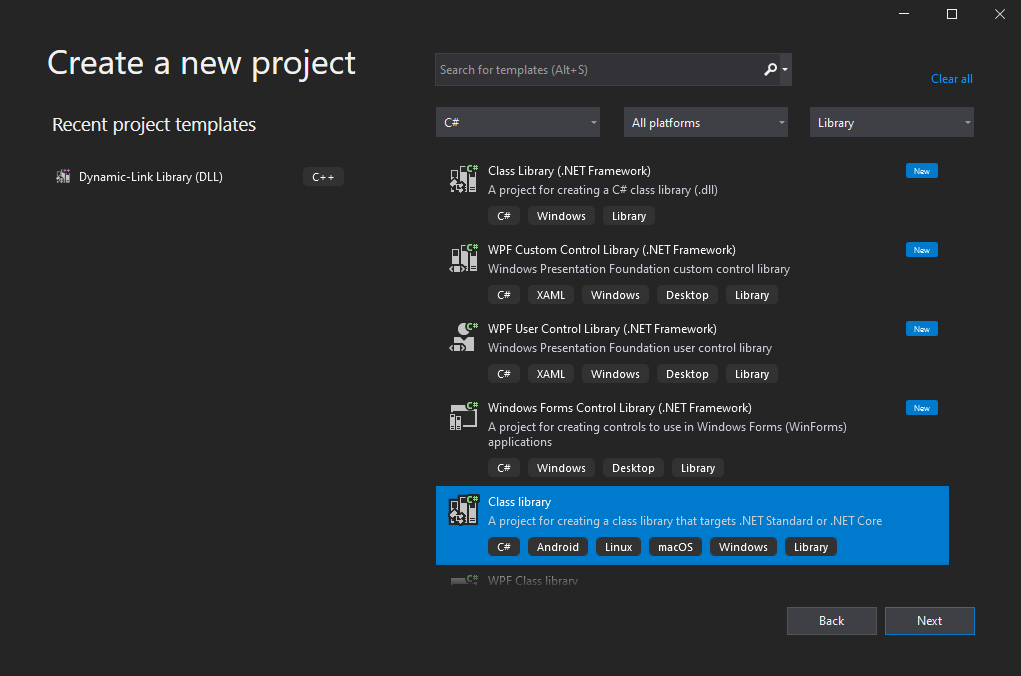 Create a new project
Recent project templates
Dynamic-Link Library (DLL) C++
Search for templates (Alt+S)
Clear all
C# All platforms Library
Class Library (.NET Framework) New
A project for creating a C# class library (.dll)
C# Windows Library
WPF Custom Control Library (.NET Framework) New
Windows Presentation Foundation custom control library
C# XAML Windows Desktop Library
WPF User Control Library (.NET Framework) New
Windows Presentation Foundation user control library
C# XAML Windows Desktop Library
Windows Forms Control Library (.NET Framework) New
A project for creating controls to use in Windows Forms (WinForms)
applications
C# Windows Desktop Library
Class library
A project for creating a class library that targets .NET Standard or .NET Core
C# Android Linux macOS Windows Library
WPF Class library
Back Next